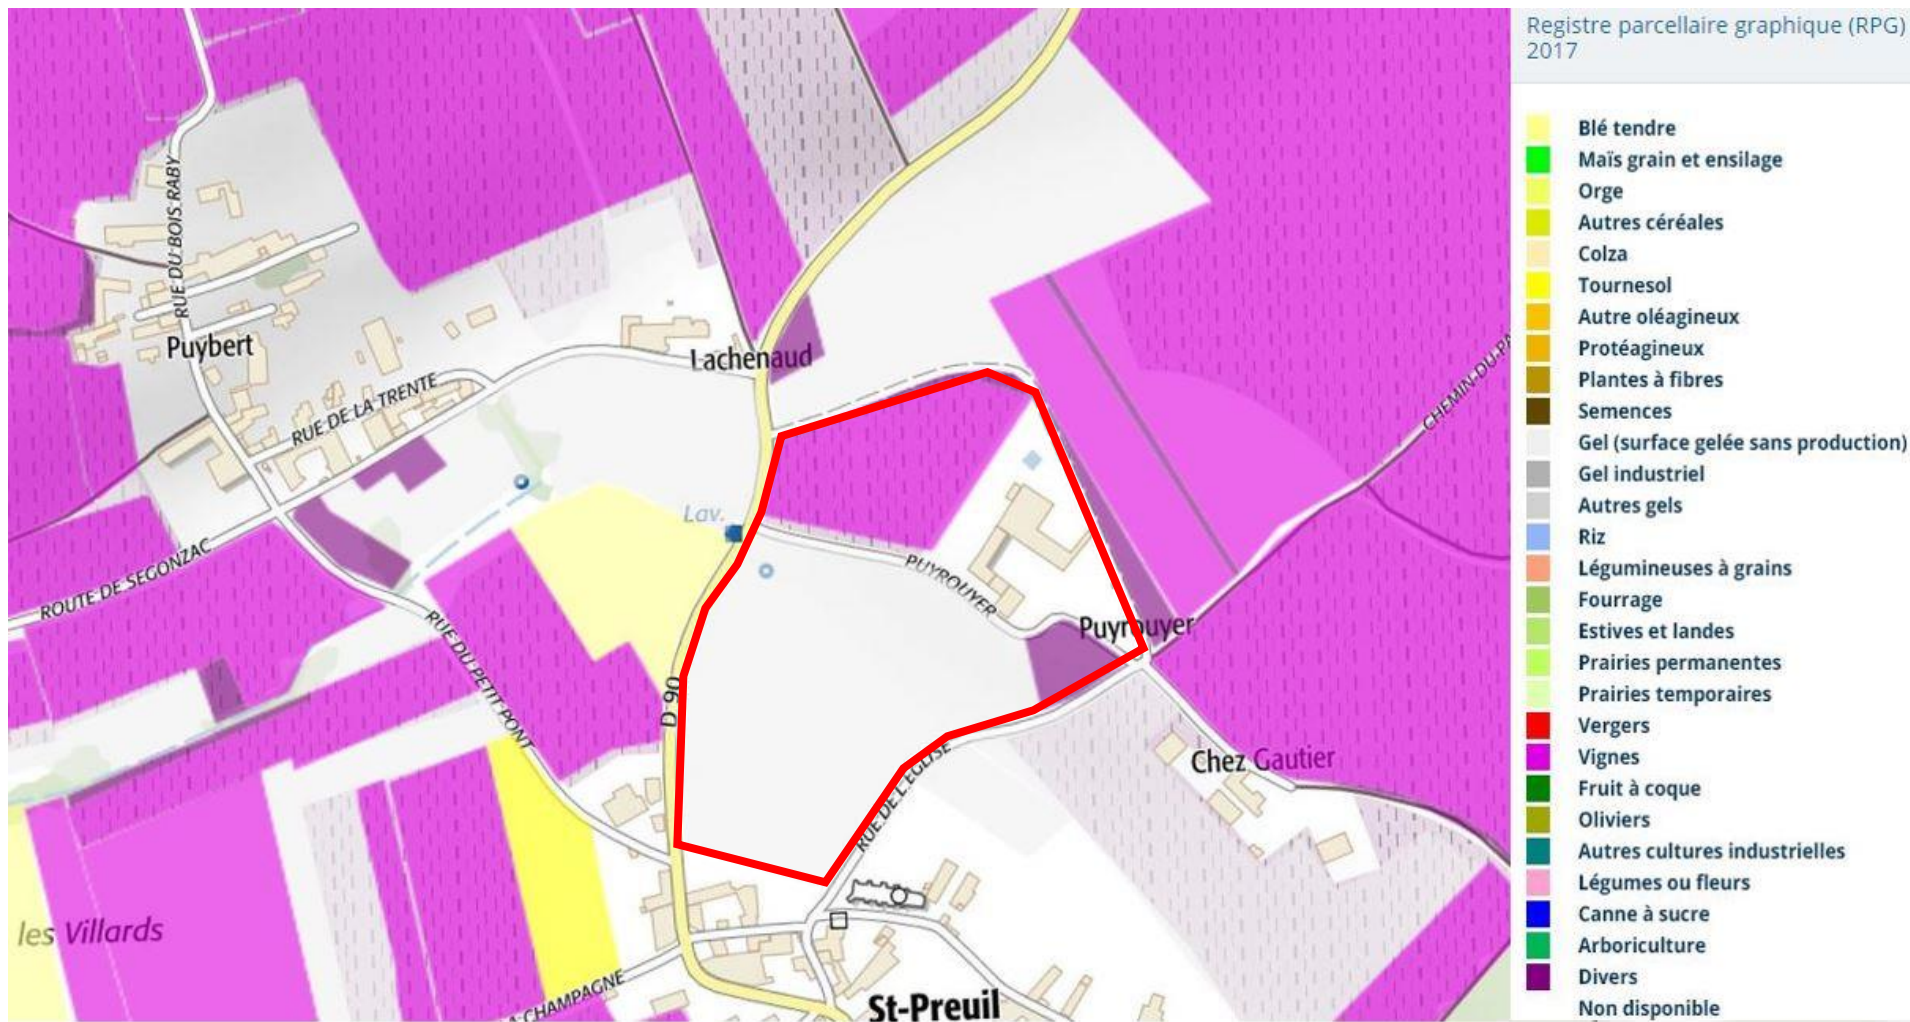 Registre parcellaire graphique (RPG)
2017
Blé tendre
Maïs grain et ensilage
Orge
Autres céréales
Colza
Tournesol
Autre oléagineux
Protéagineux
Plantes à fibres
Semences
Gel (surface gelée sans production)
Gel industriel
Autres gels
Riz
Légumineuses à grains
Fourrage
Estives et landes
Prairies permanentes
Prairies temporaires
Vergers
Vignes
Fruit à coque
Oliviers
Autres cultures industrielles
Légumes ou fleurs
Canne à sucre
Arboriculture
Divers
Non disponible
RUE DU BOIS RABY
Puybert
Lachenaud
RUE DE LA TRENTE
CHEMIN DU PA
Lav.
ROUTE DE SEGONZAC
PUYROUYER
Puyrouyer
RUE DU PETIT PONT
D 90
RUE DE L'EGLISE
Chez Gautier
les Villards
A CHAMPAGNE
St-Preuil